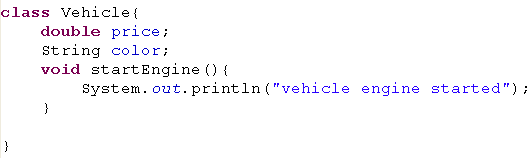 class Vehicle{
    double price;
    String color;
    void startEngine(){
        System.out.println("vehicle engine started");
    }
}